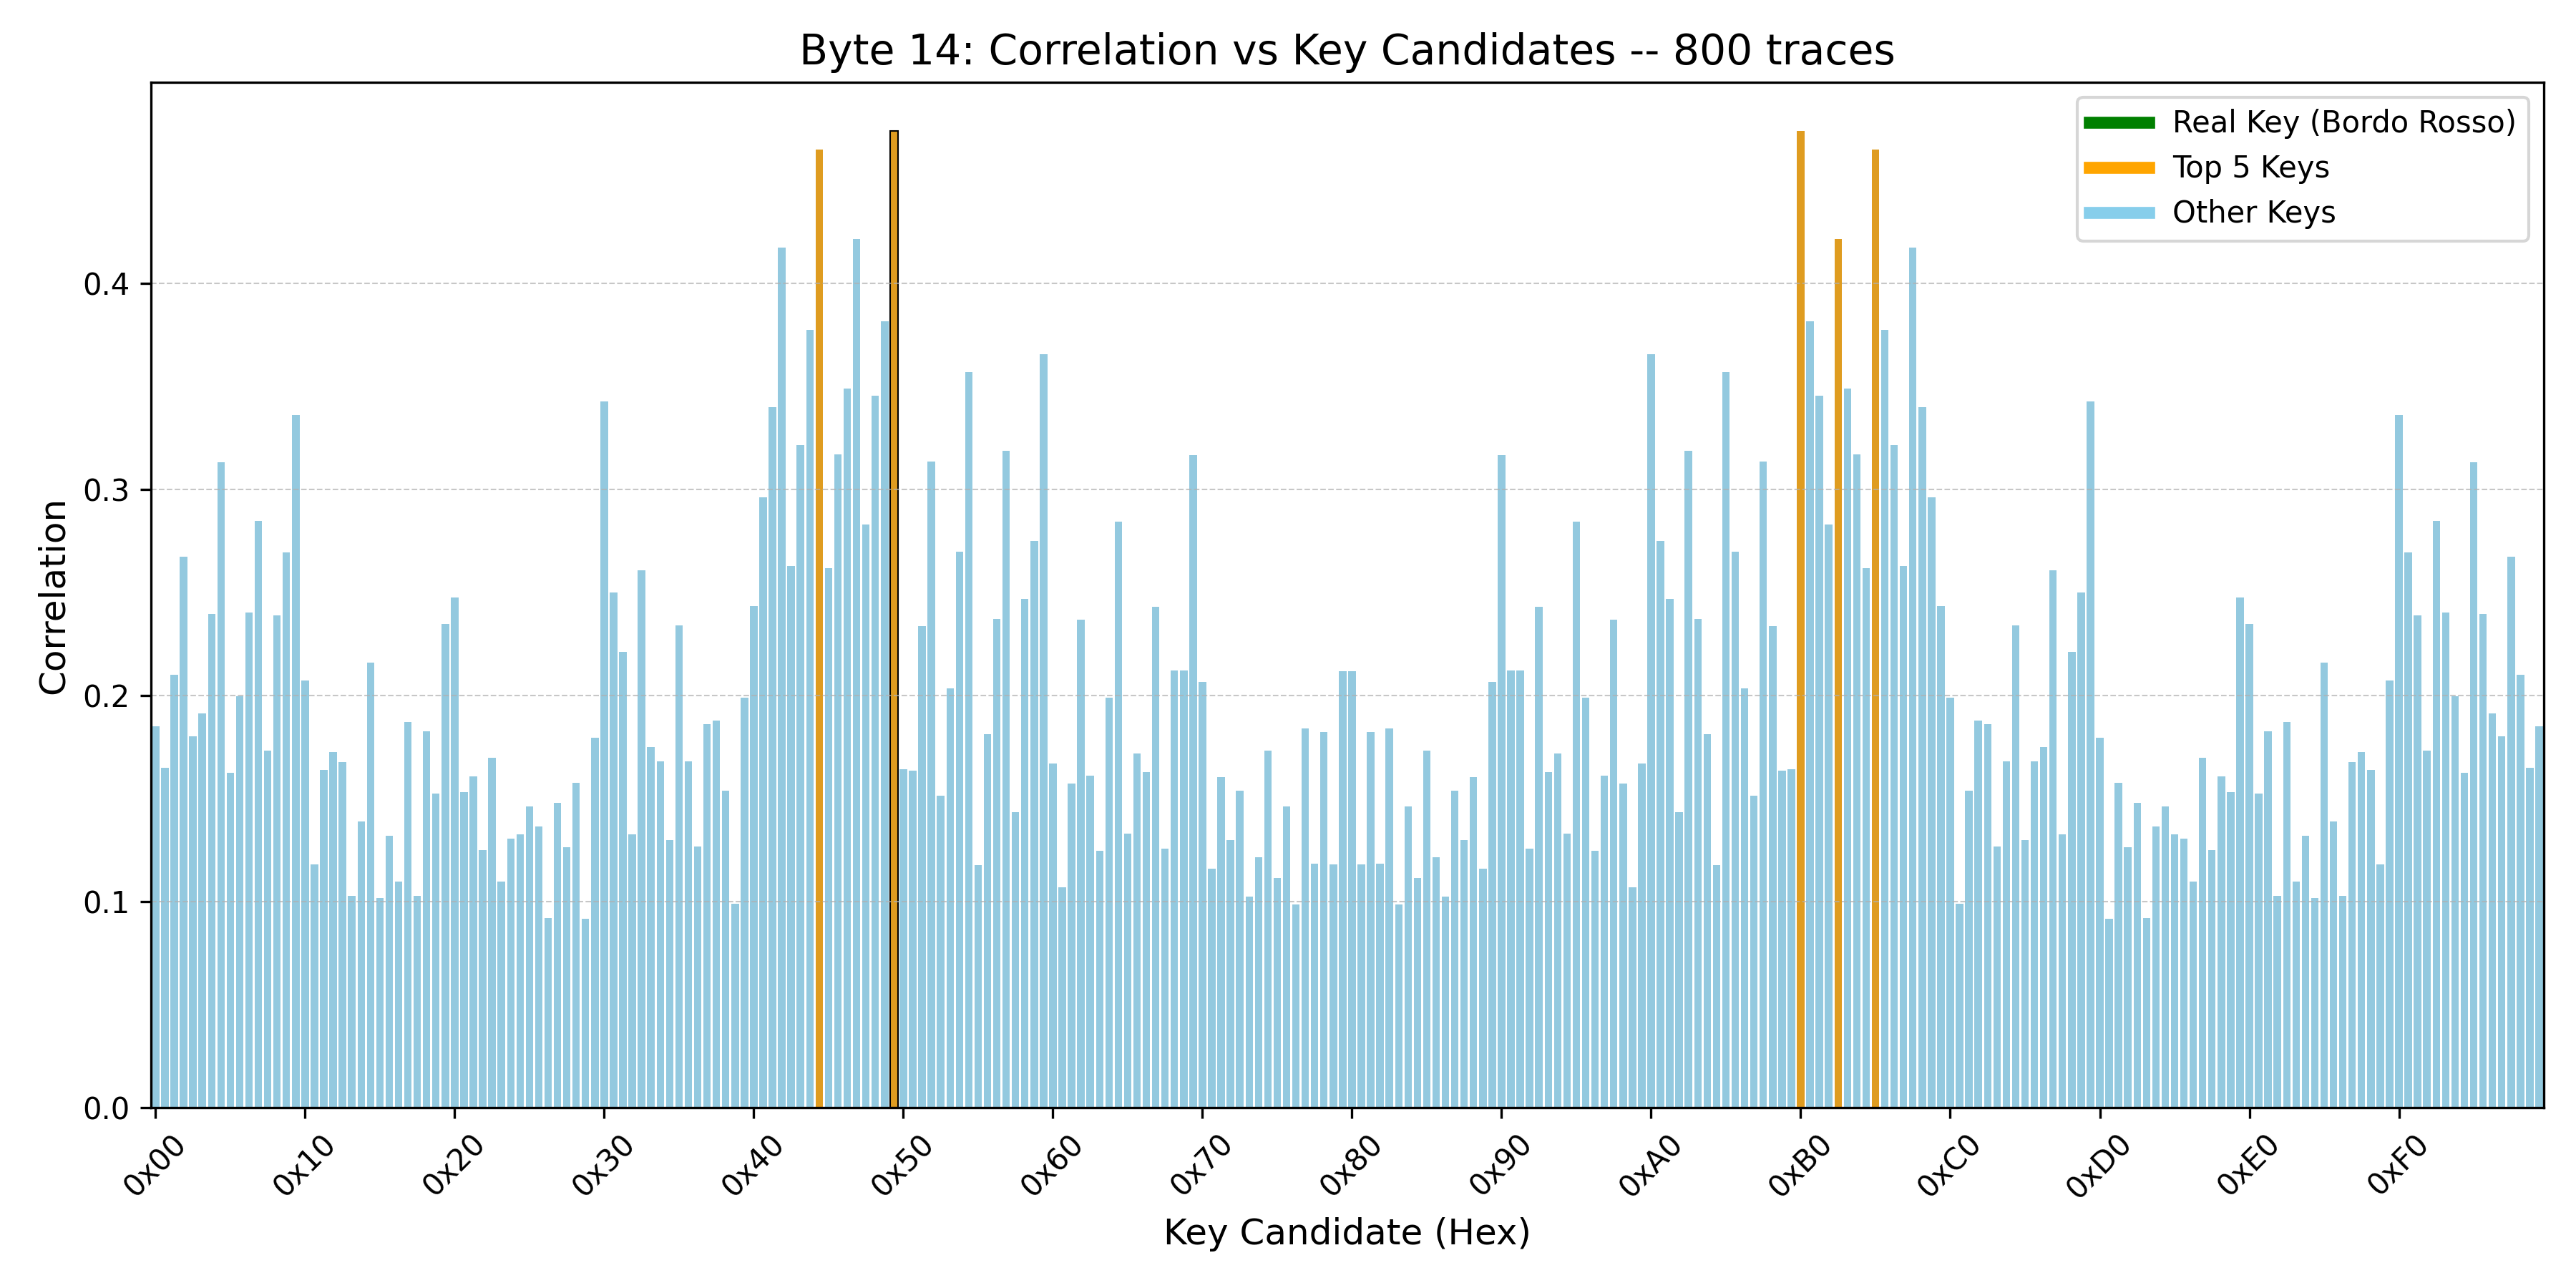 Byte 14: Correlation vs Key Candidates -- 800 traces
Real Key (Bordo Rosso)
Top 5 Keys
Other Keys
Correlation
0.4
0.3
0.2
0.1
0.0
0x00 0x10 0x20 0x30 0x40 0x50 0x60 0x70 0x80 0x90 0xA0 0xB0 0xC0 0xD0 0xE0 0xF0
Key Candidate (Hex)